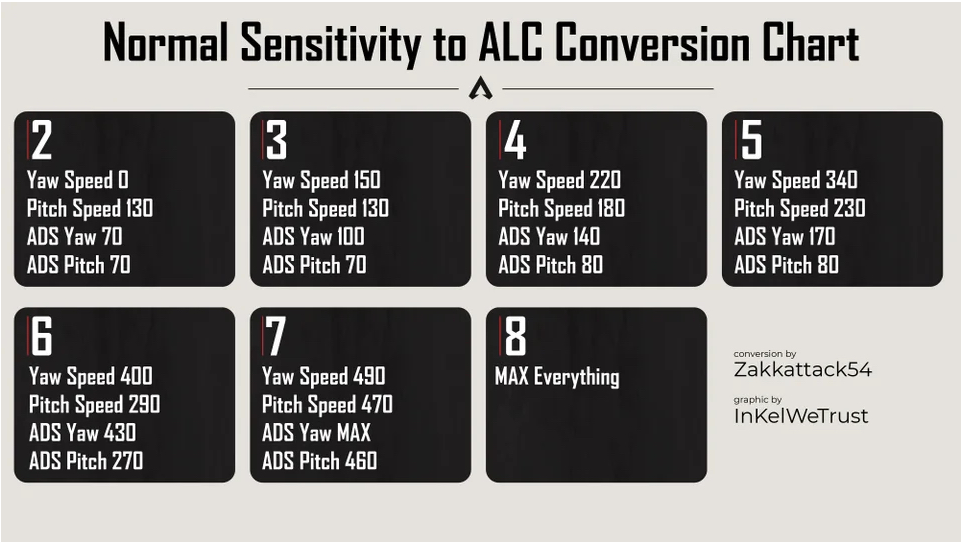 Normal Sensitivity to ALC Conversion Chart
2
Yaw Speed 0
Pitch Speed 130
ADS Yaw 70
ADS Pitch 70
3
Yaw Speed 150
Pitch Speed 130
ADS Yaw 100
ADS Pitch 70
4
Yaw Speed 220
Pitch Speed 180
ADS Yaw 140
ADS Pitch 80
5
Yaw Speed 340
Pitch Speed 230
ADS Yaw 170
ADS Pitch 80
6
Yaw Speed 400
Pitch Speed 290
ADS Yaw 430
ADS Pitch 270
7
Yaw Speed 490
Pitch Speed 470
ADS Yaw MAX
ADS Pitch 460
8
MAX Everything
conversion by
Zakkattack54
graphic by
InKelWeTrust